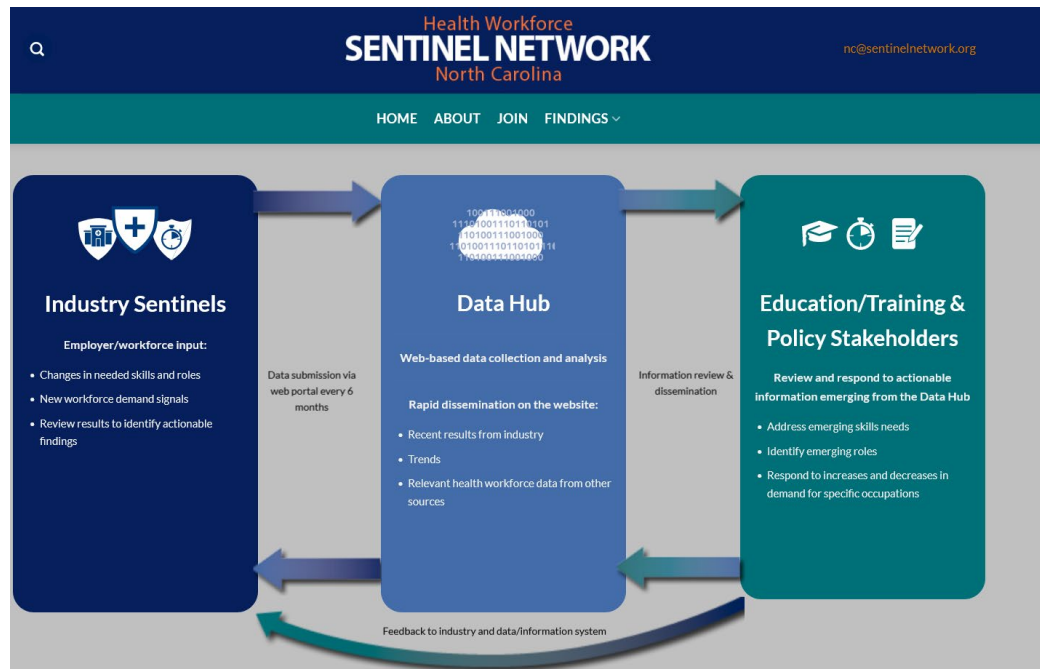 Health Workforce
SENTINEL NETWORK
North Carolina
nc@sentinelnetwork.org
HOME ABOUT JOIN FINDINGS
Industry Sentinels
Employer/workforce input:
• Changes in needed skills and roles
• New workforce demand signals
• Review results to identify actionable
findings
Data submission via
web portal every 6
months
100111001000
Data Hub
Web-based data collection and analysis
Rapid dissemination on the website:
• Recent results from industry
• Trends
• Relevant health workforce data from other
sources
Information review &
dissemination
Education/Training &
Policy Stakeholders
Review and respond to actionable
information emerging from the Data Hub
• Address emerging skills needs
• Identify emerging roles
• Respond to increases and decreases in
demand for specific occupations
Feedback to industry and data/information system